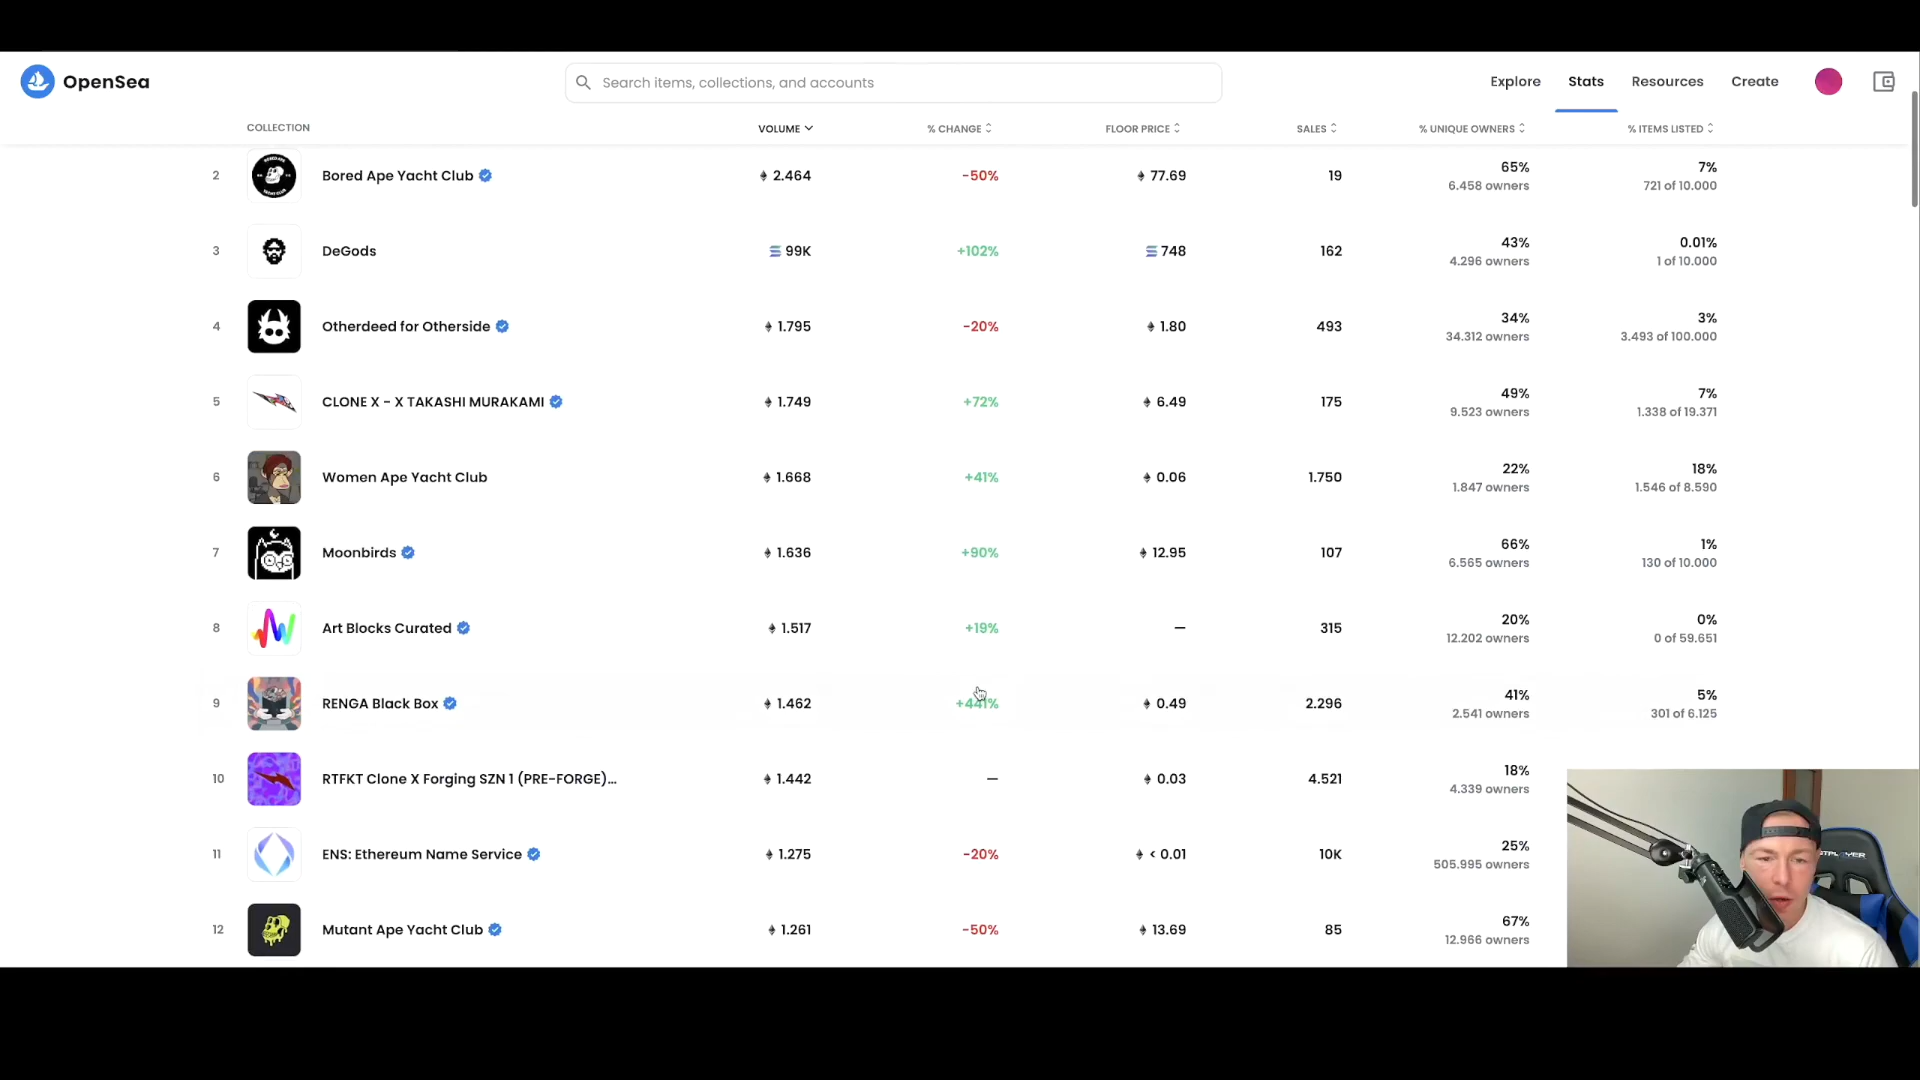 OpenSea
Search items, collections, and accounts
Explore Stats Resources Create
COLLECTION VOLUME % CHANGE FLOOR PRICE SALES % UNIQUE OWNERS % ITEMS LISTED
2 Bored Ape Yacht Club 2.464 -50% 77.69 19 65% 7%
6.458 owners 721 of 10.000
3 DeGods 99K +102% 748 162 43% 0.01%
4.296 owners 1 of 10.000
4 Otherdeed for Otherside 1.795 -20% 1.80 493 34% 3%
34.312 owners 3.493 of 100.000
5 CLONE X - X TAKASHI MURAKAMI 1.749 +72% 6.49 175 49% 7%
9.523 owners 1.338 of 19.371
6 Women Ape Yacht Club 1.668 +41% 0.06 1.750 22% 18%
1.847 owners 1.546 of 8.590
7 Moonbirds 1.636 +90% 12.95 107 66% 1%
6.565 owners 130 of 10.000
8 Art Blocks Curated 1.517 +19% — 315 20% 0%
12.202 owners 0 of 59.651
9 RENGA Black Box 1.462 +441% 0.49 2.296 41% 5%
2.541 owners 301 of 6.125
10 RTFKT Clone X Forging SZN 1 (PRE-FORGE)... 1.442 — 0.03 4.521 18%
4.339 owners
11 ENS: Ethereum Name Service 1.275 -20% < 0.01 10K 25%
505.995 owners
12 Mutant Ape Yacht Club 1.261 -50% 13.69 85 67%
12.966 owners